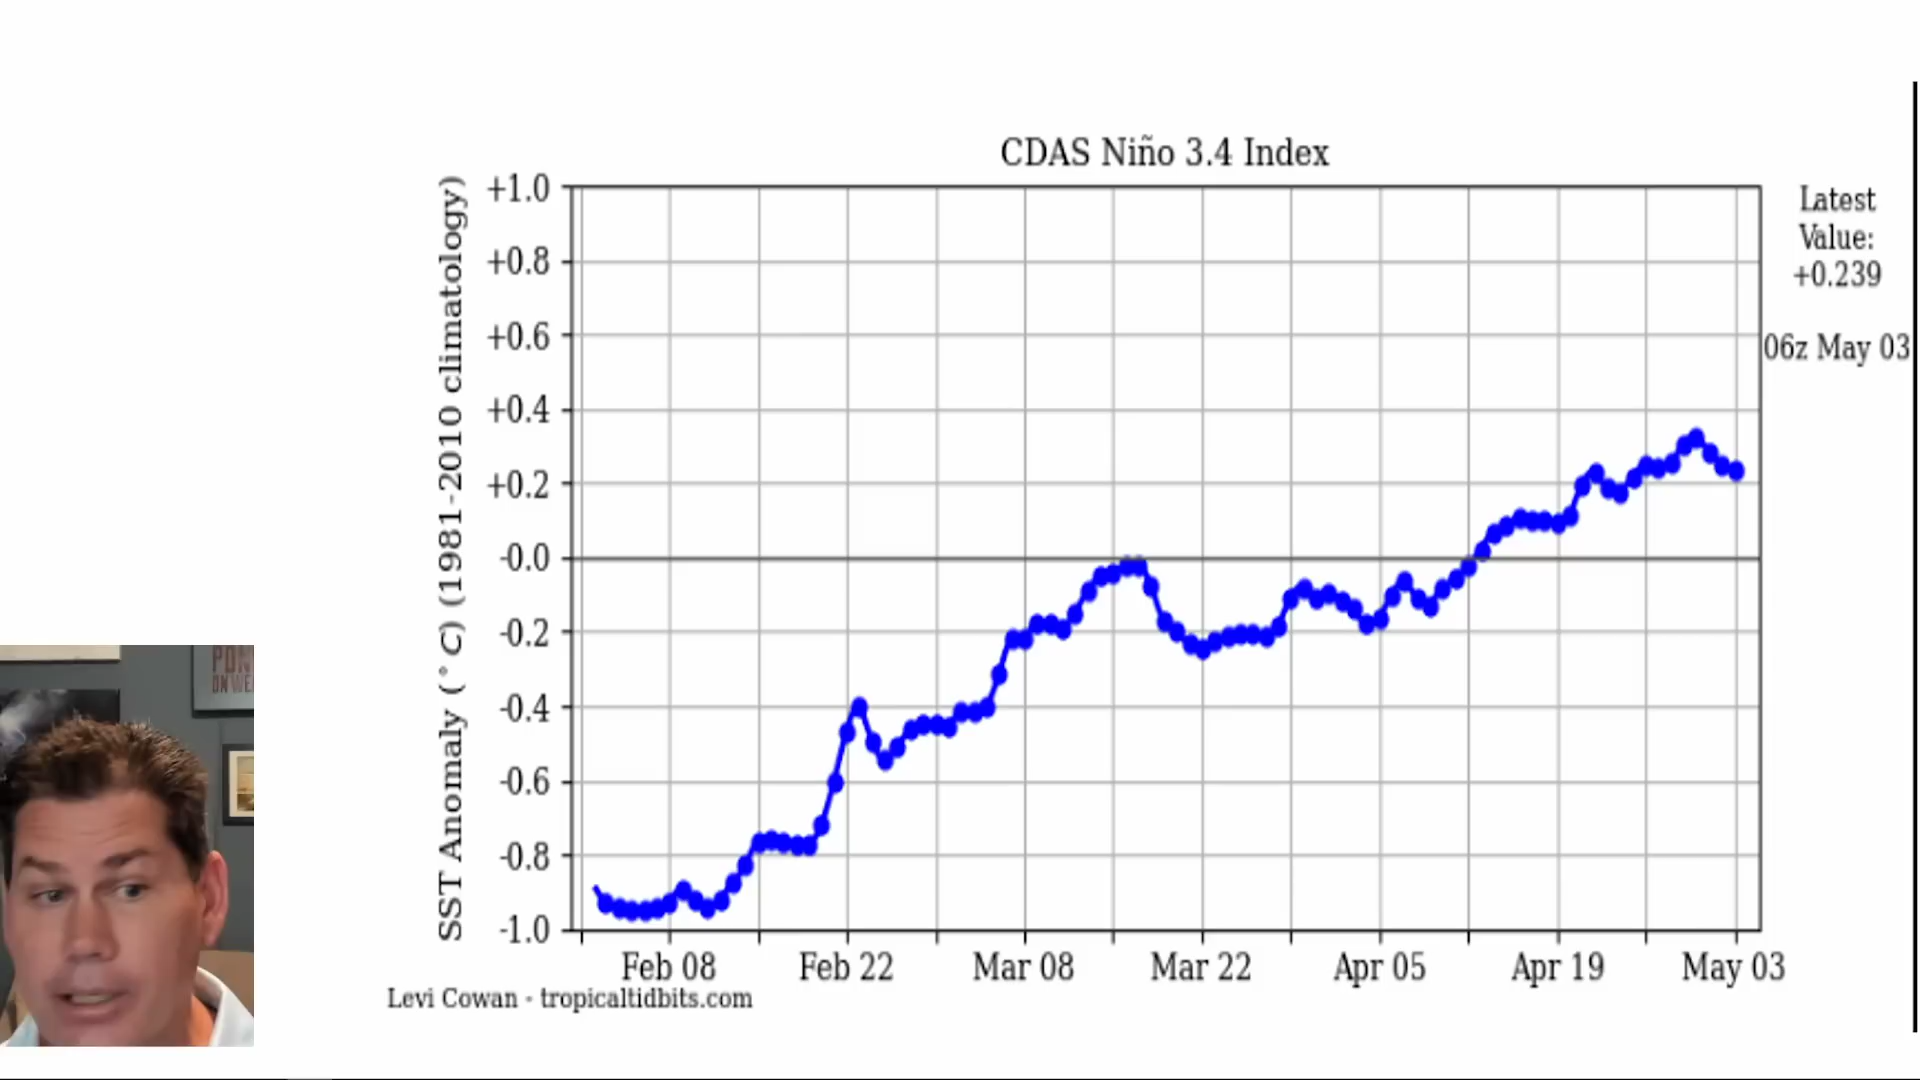 CDAS Niño 3.4 Index
SST Anomaly (°C) (1981-2010 climatology)
+1.0
+0.8
+0.6
+0.4
+0.2
-0.0
-0.2
-0.4
-0.6
-0.8
-1.0
Feb 08 Feb 22 Mar 08 Mar 22 Apr 05 Apr 19 May 03
Latest
Value:
+0.239
06z May 03
Levi Cowan - tropicaltidbits.com